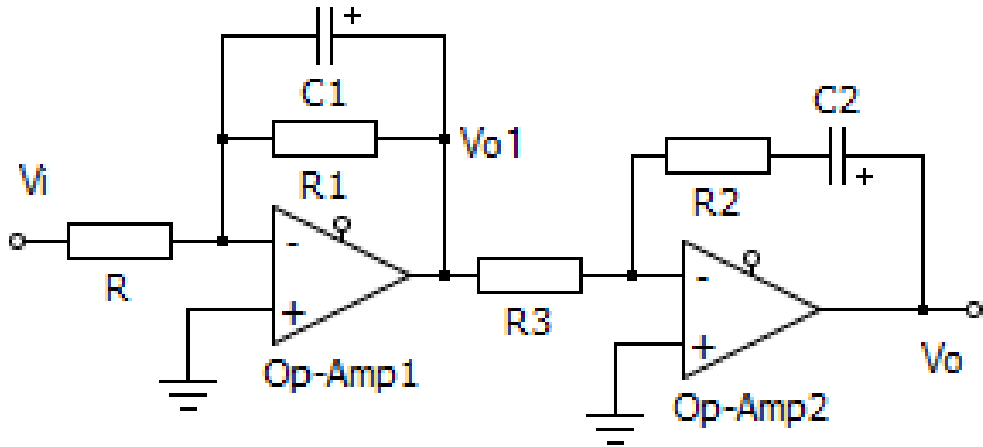 +
C1
C2
Vo1
Vi
R1
R2
+
-
R
-
R3
+
Op-Amp1
+
Vo
Op-Amp2